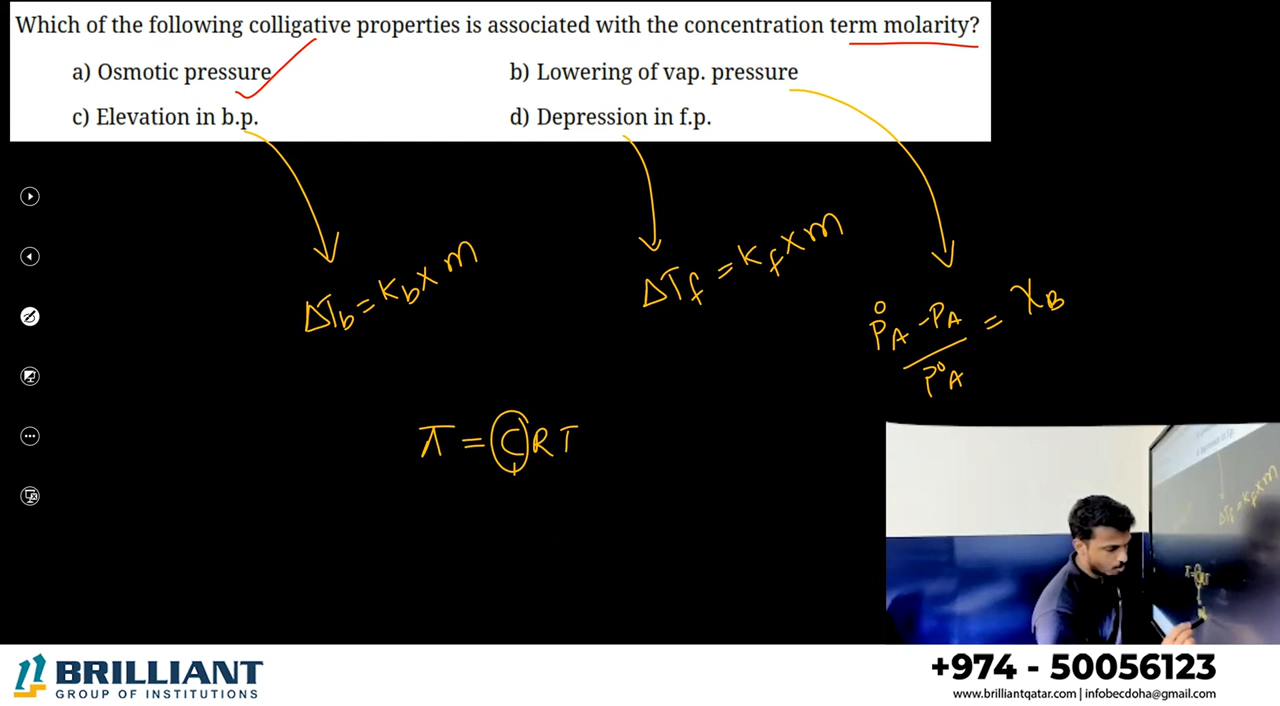 Which of the following colligative properties is associated with the concentration term molarity?
a) Osmotic pressure
b) Lowering of vap. pressure
c) Elevation in b.p.
d) Depression in f.p.
ΔTb = Kb × m
ΔTf = Kf × m
P°A - PA / P°A = χB
π = CRT
BRILLIANT
GROUP OF INSTITUTIONS
+974 - 50056123
www.brilliantqatar.com | infobecdoha@gmail.com